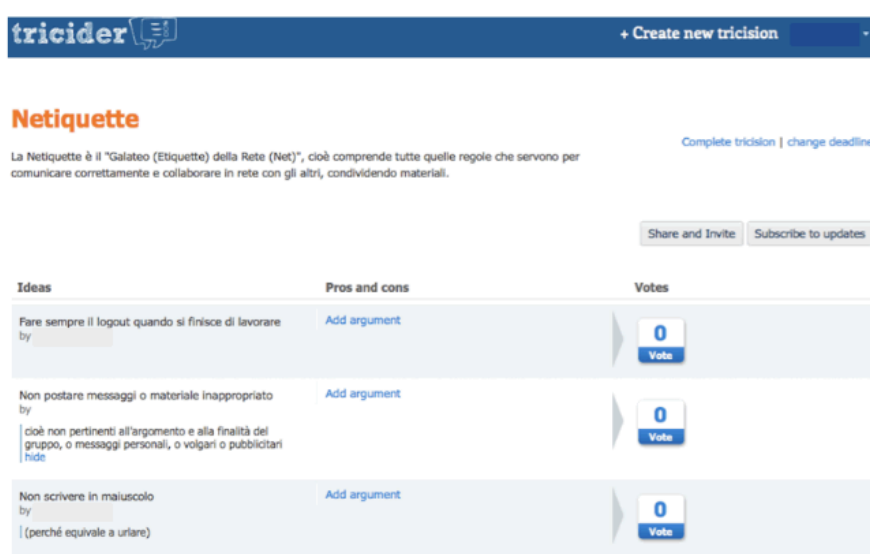 tricider
+ Create new tricision
Netiquette
La Netiquette è il "Galateo (Etiquette) della Rete (Net)", cioè comprende tutte quelle regole che servono per
comunicare correttamente e collaborare in rete con gli altri, condividendo materiali.
Complete tricision | change deadline
Share and Invite
Subscribe to updates
Ideas
Pros and cons
Votes
Fare sempre il logout quando si finisce di lavorare
by
Add argument
0
Vote
Non postare messaggi o materiale inappropriato
by
cioè non pertinenti all'argomento e alla finalità del
gruppo, o messaggi personali, o volgari o pubblicitari
hide
Add argument
0
Vote
Non scrivere in maiuscolo
by
(perché equivale a urlare)
Add argument
0
Vote